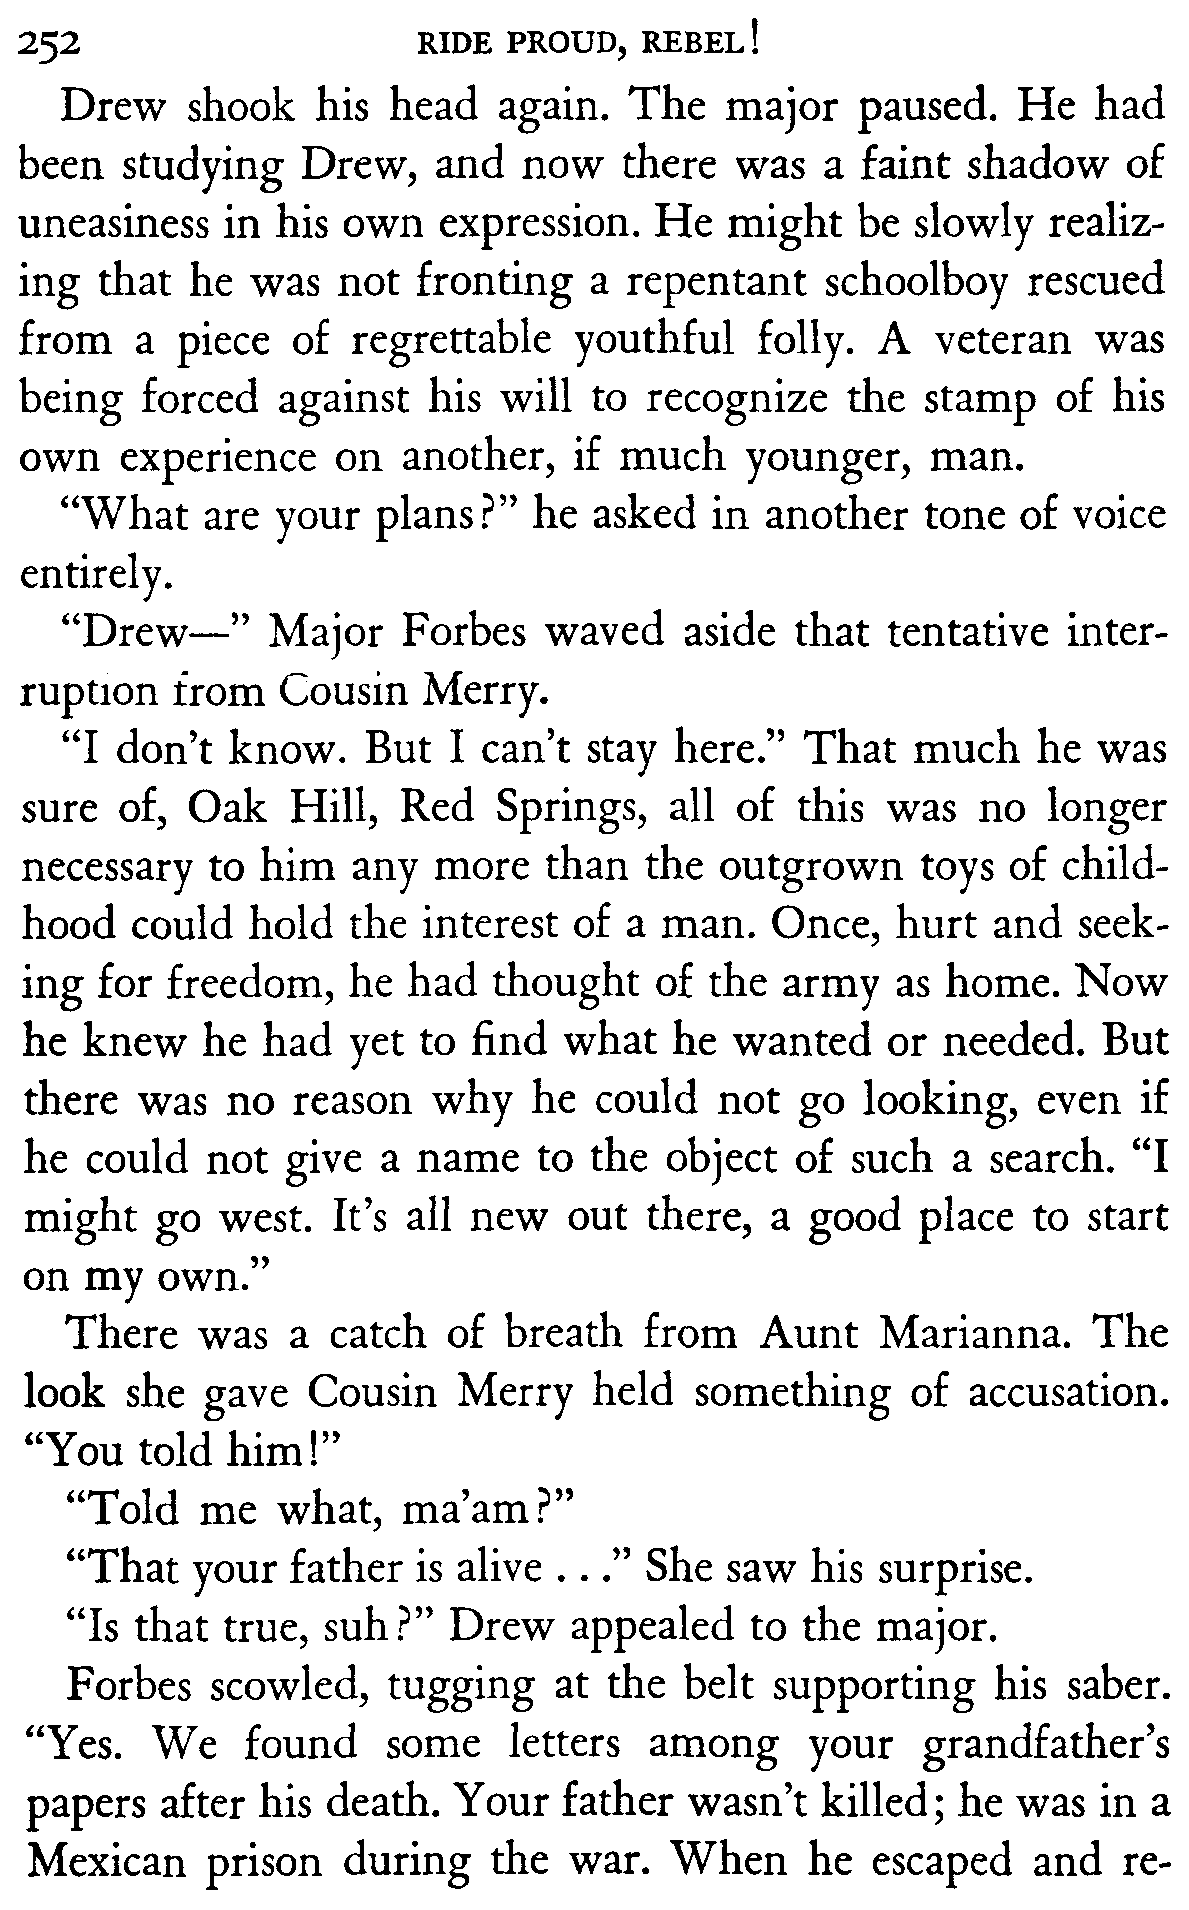 252 RIDE PROUD, REBEL!
Drew shook his head again. The major paused. He had
been studying Drew, and now there was a faint shadow of
uneasiness in his own expression. He might be slowly realiz-
ing that he was not fronting a repentant schoolboy rescued
from a piece of regrettable youthful folly. A veteran was
being forced against his will to recognize the stamp of his
own experience on another, if much younger, man.
“What are your plans?” he asked in another tone of voice
entirely.
“Drew—” Major Forbes waved aside that tentative inter-
ruption from Cousin Merry.
“I don’t know. But I can’t stay here.” That much he was
sure of, Oak Hill, Red Springs, all of this was no longer
necessary to him any more than the outgrown toys of child-
hood could hold the interest of a man. Once, hurt and seek-
ing for freedom, he had thought of the army as home. Now
he knew he had yet to find what he wanted or needed. But
there was no reason why he could not go looking, even if
he could not give a name to the object of such a search. “I
might go west. It’s all new out there, a good place to start
on my own.”
There was a catch of breath from Aunt Marianna. The
look she gave Cousin Merry held something of accusation.
“You told him!”
“Told me what, ma’am?”
“That your father is alive . . .” She saw his surprise.
“Is that true, suh?” Drew appealed to the major.
Forbes scowled, tugging at the belt supporting his saber.
“Yes. We found some letters among your grandfather’s
papers after his death. Your father wasn’t killed; he was in a
Mexican prison during the war. When he escaped and re-